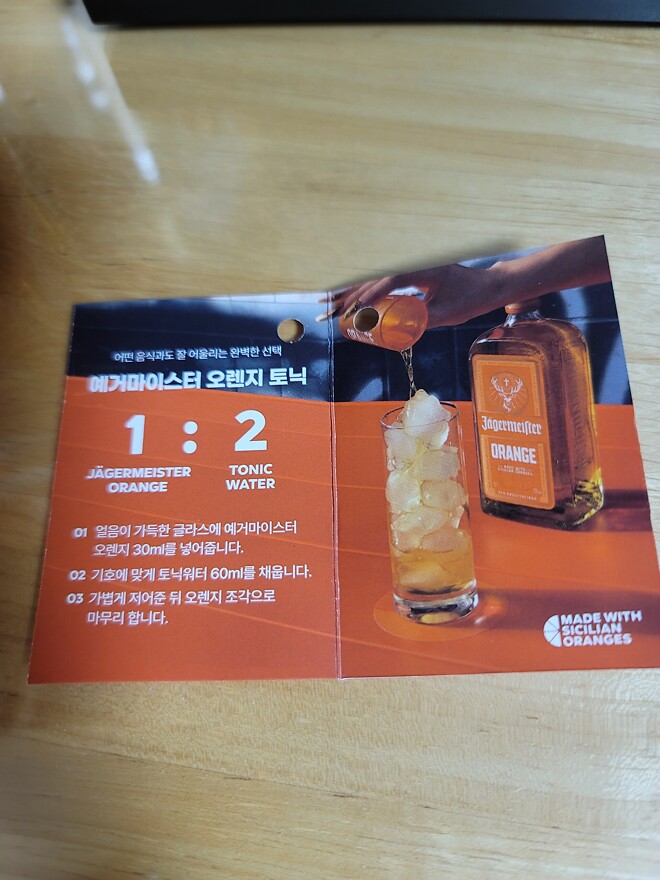 어떤 음식과도 잘 어울리는 완벽한 선택
예거마이스터 오렌지 토닉
1 : 2
JÄGERMEISTER
ORANGE
TONIC
WATER
01 얼음이 가득한 글라스에 예거마이스터
오렌지 30ml를 넣어줍니다.
02 기호에 맞게 토닉워터 60ml를 채웁니다.
03 가볍게 저어준 뒤 오렌지 조각으로
마무리 합니다.
Jägermeister
ORANGE
MADE WITH
SICILIAN
ORANGES